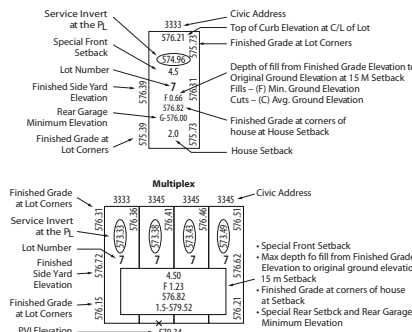 Service Invert
at the PL
3333
Civic Address
576.21
Top of Curb Elevation at C/L of Lot
575.73
Finished Grade at Lot Corners
Special Front
Setback
574.96
4.5
Lot Number
7
Depth of fill from Finished Grade Elevation to
Original Ground Elevation at 15 M Setback
Fills – (F) Min. Ground Elevation
Cuts – (C) Avg. Ground Elevation
Finished Side Yard
Elevation
576.39
F 0.66
576.31
576.82
Rear Garage
Minimum Elevation
G-576.00
Finished Grade at corners of
house at House Setback
Finished Grade at
Lot Corners
575.39
2.0
575.73
House Setback
Multiplex
Finished Grade
at Lot Corners
3333 3345 3345 3345
Civic Address
576.31 576.36 576.41 576.46 576.51
Service Invert
at the PL
573.33 573.38 573.43 573.49
Lot Number
7 7 7 7
Finished
Side Yard
Elevation
576.72
576.62
4.50
F 1.23
576.82
1.5-579.52
• Special Front Setback
• Max depth fo fill from Finished Grade
Elevation to original ground elevation
15 m Setback
• Finished Grade at corners of house
at Setback
• Special Rear Setbck and Rear Garage
Minimum Elevation
Finished Grade
at Lot Corners
576.15
576.21
PVI Elevation